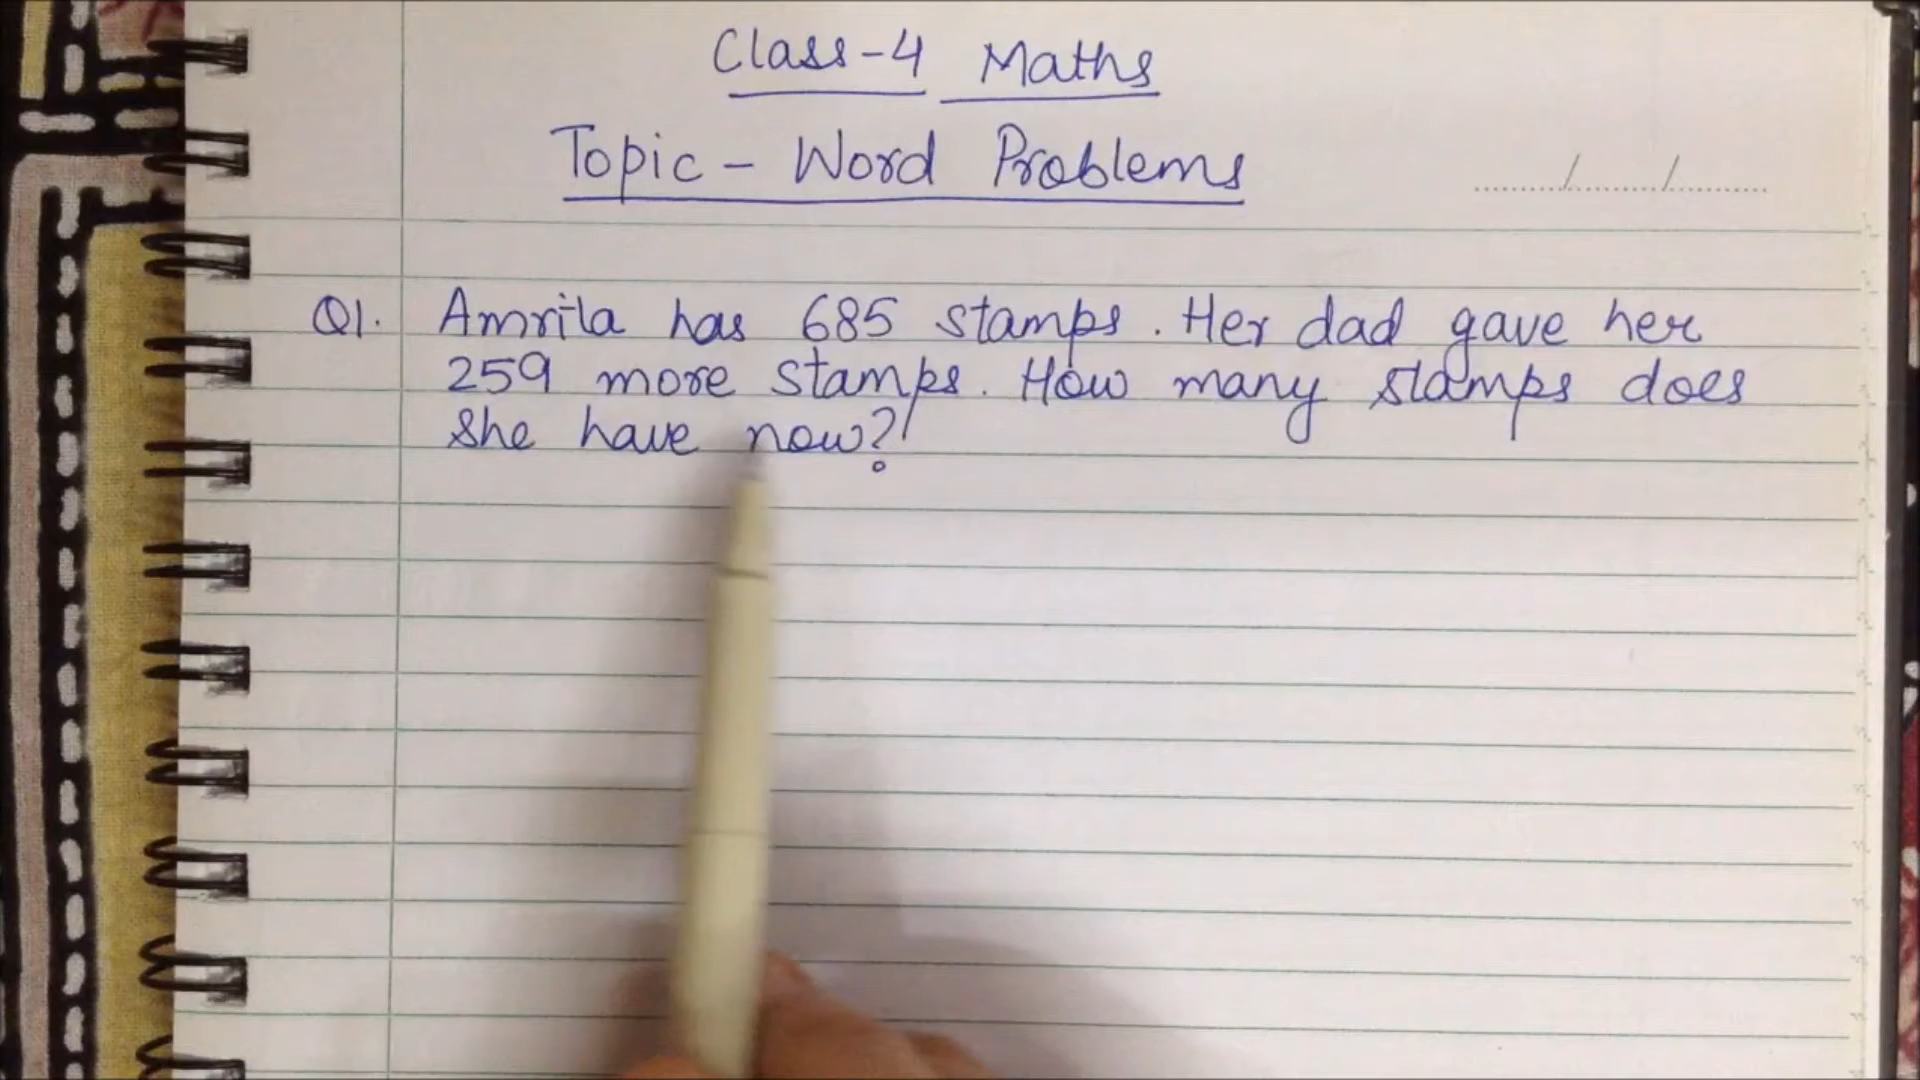 Class-4 Maths
Topic - Word Problems
Q1. Amrita has 685 stamps. Her dad gave her
259 more stamps. How many stamps does
she have now?